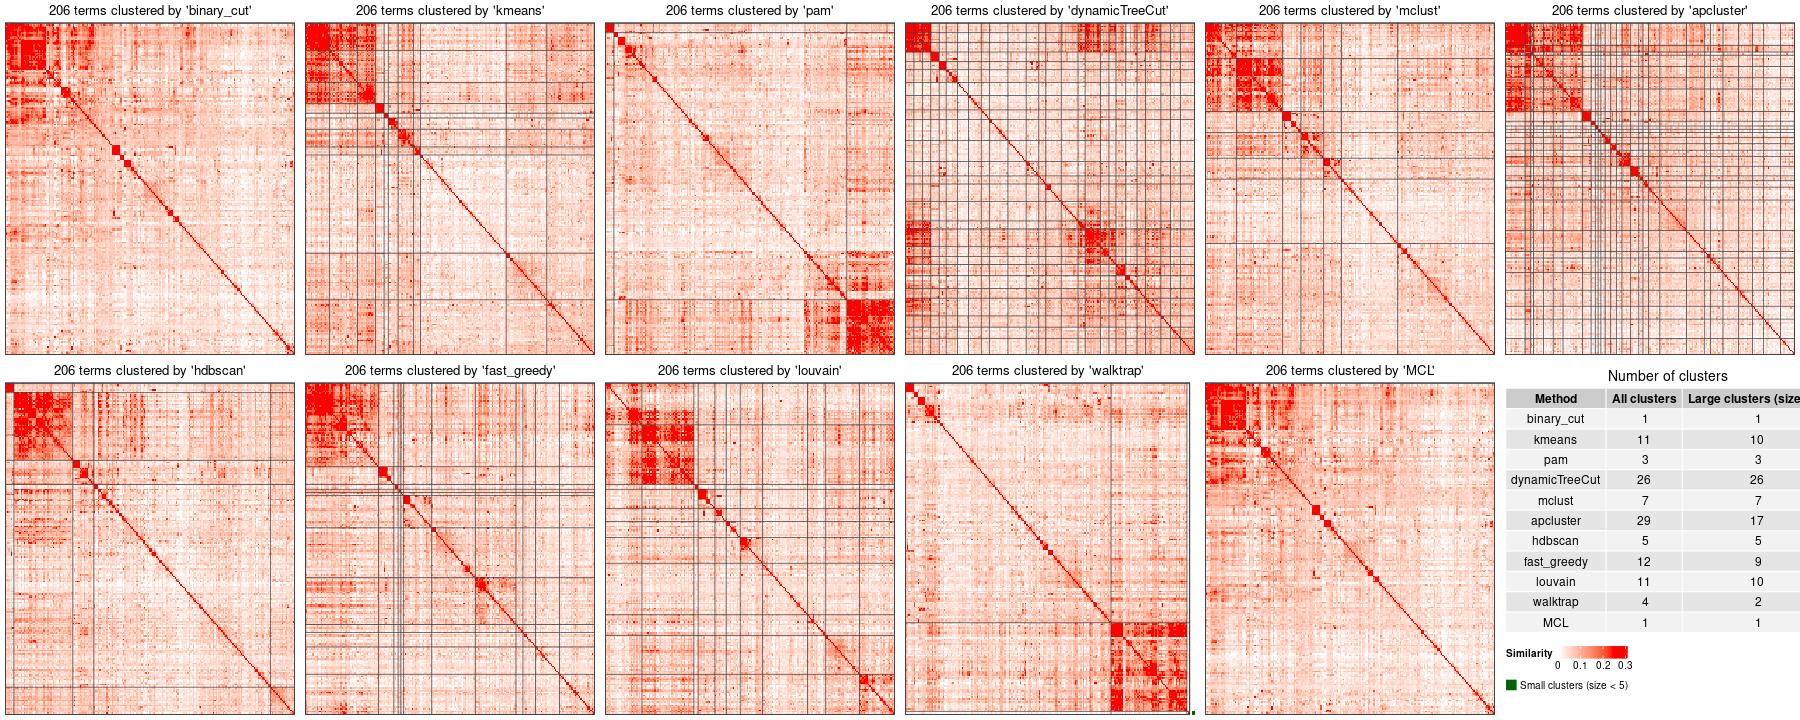 206 terms clustered by 'binary_cut'
206 terms clustered by 'kmeans'
206 terms clustered by 'pam'
206 terms clustered by 'dynamicTreeCut'
206 terms clustered by 'mclust'
206 terms clustered by 'apcluster'
206 terms clustered by 'hdbscan'
206 terms clustered by 'fast_greedy'
206 terms clustered by 'louvain'
206 terms clustered by 'walktrap'
206 terms clustered by 'MCL'
Number of clusters
Method All clusters Large clusters (size
binary_cut 1 1
kmeans 11 10
pam 3 3
dynamicTreeCut 26 26
mclust 7 7
apcluster 29 17
hdbscan 5 5
fast_greedy 12 9
louvain 11 10
walktrap 4 2
MCL 1 1
Similarity
0 0.1 0.2 0.3
Small clusters (size < 5)